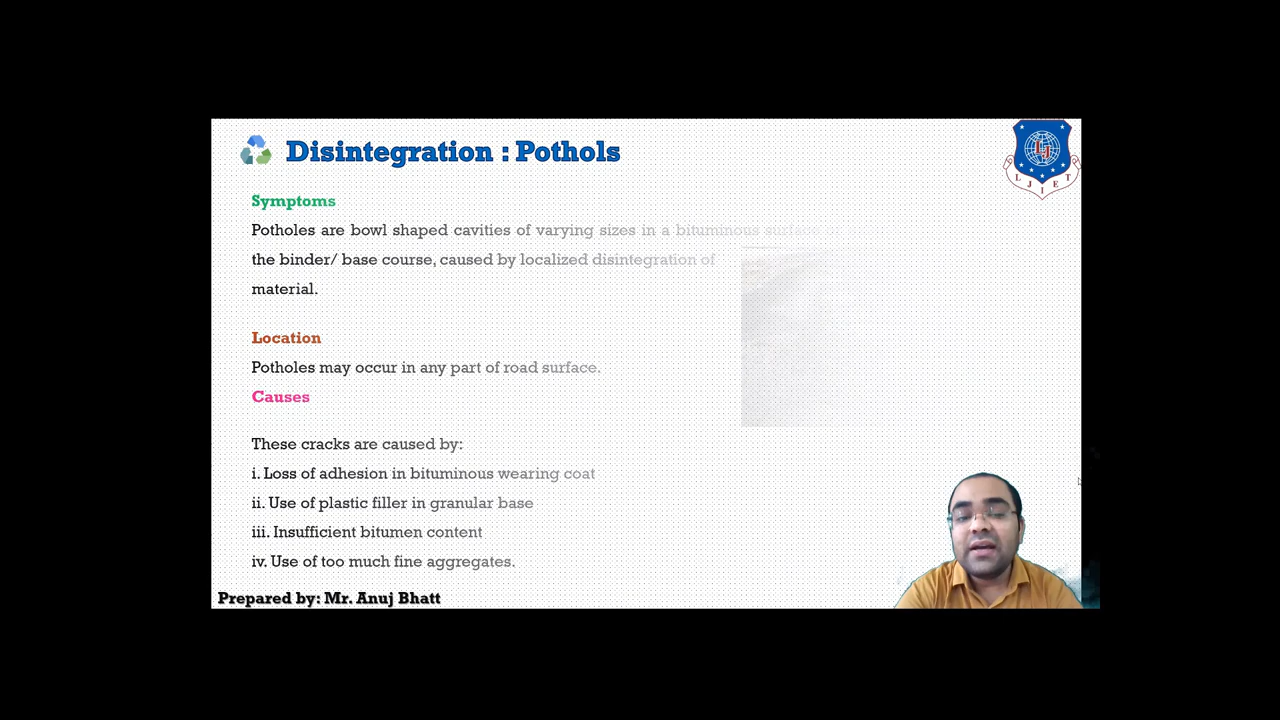 Disintegration : Pothols
Symptoms
Potholes are bowl shaped cavities of varying sizes in a bituminous surface or
the binder/ base course, caused by localized disintegration of
material.
Location
Potholes may occur in any part of road surface.
Causes
These cracks are caused by:
i. Loss of adhesion in bituminous wearing coat
ii. Use of plastic filler in granular base
iii. Insufficient bitumen content
iv. Use of too much fine aggregates.
Prepared by: Mr. Anuj Bhatt
LJ
L J I E T